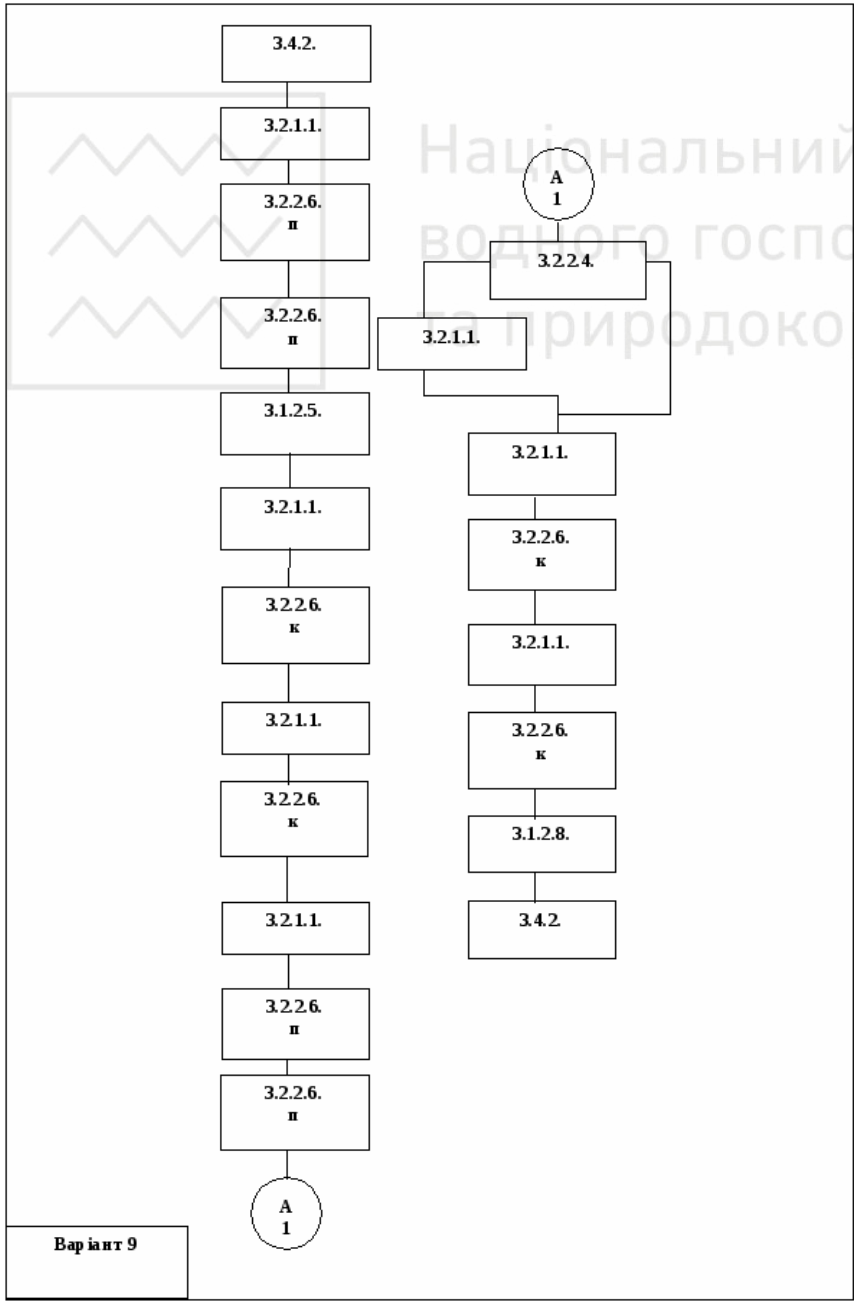 3.4.2.
3.2.1.1.
3.2.2.6.
п
3.2.2.6.
п
3.1.2.5.
3.2.1.1.
3.2.2.6.
к
3.2.1.1.
3.2.2.6.
к
3.2.1.1.
3.2.2.6.
п
3.2.2.6.
п
А
1
Національний
водного госпо
та природоко
А
1
3.2.2.4.
3.2.1.1.
3.2.1.1.
3.2.2.6.
к
3.2.1.1.
3.2.2.6.
к
3.1.2.8.
3.4.2.
Варіант 9